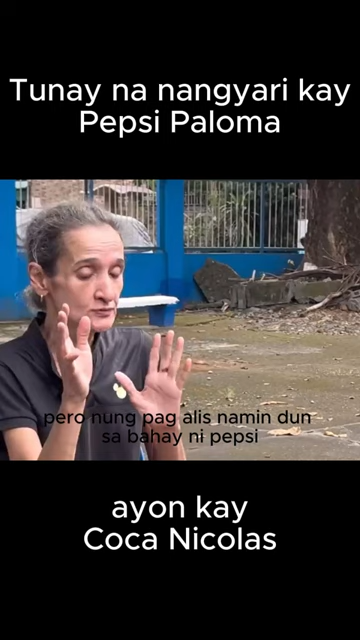 Tunay na nangyari kay
Pepsi Paloma
pero nung pag alis namin dun
sa bahay ni pepsi
ayon kay
Coca Nicolas